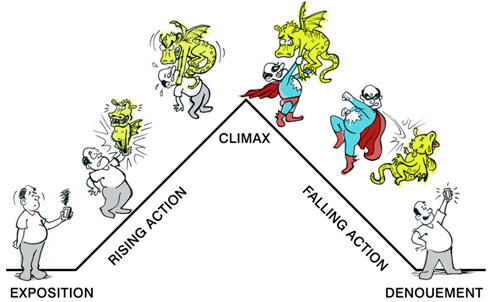 EXPOSITION
RISING ACTION
CLIMAX
FALLING ACTION
DENOUEMENT